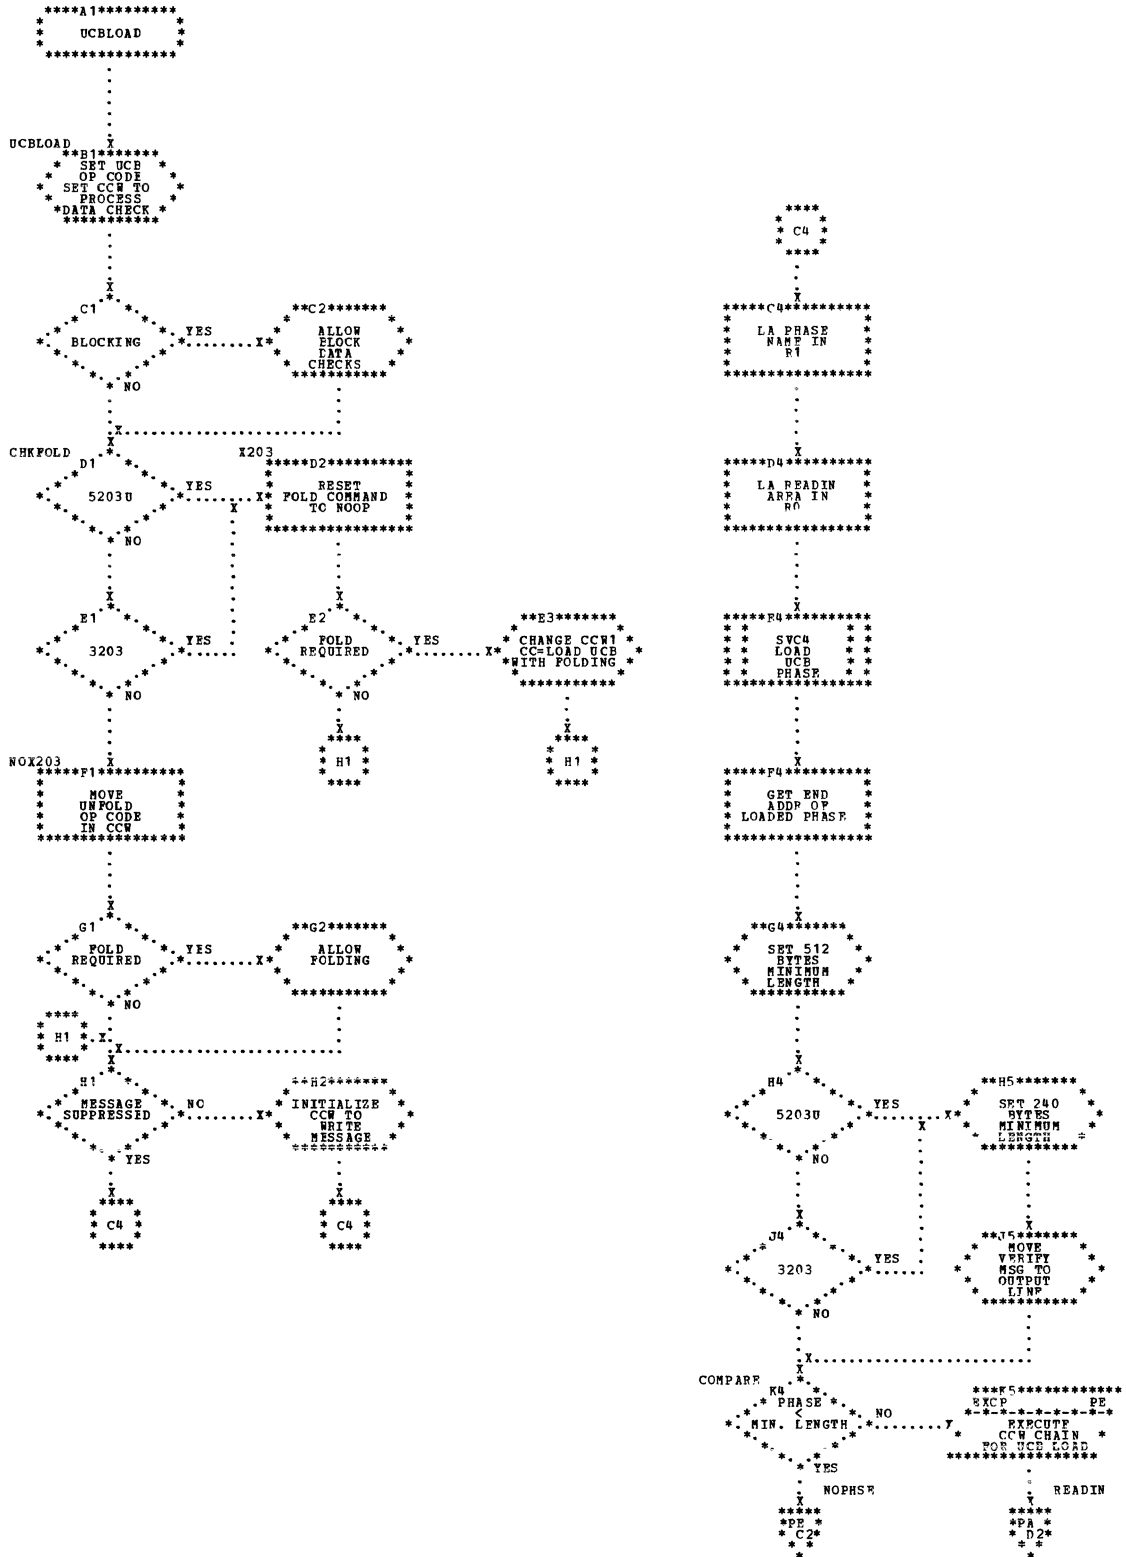 A1
UCBLOAD
UCBLOAD
B1
SET UCB
OP CODE
SET CCW TO
PROCESS
DATA CHECK
C1
BLOCKING
YES
NO
C2
ALLOW
BLOCK
DATA
CHECKS
CHKFOLD
D1
5203U
YES
NO
X203
D2
RESET
FOLD COMMAND
TO NOOP
E1
3203
YES
NO
E2
FOLD
REQUIRED
YES
NO
E3
CHANGE CCW1
CC=LOAD UCB
WITH FOLDING
H1
H1
NOX203
F1
MOVE
UNFOLD
OP CODE
IN CCW
G1
FOLD
REQUIRED
YES
NO
G2
ALLOW
FOLDING
H1
H1
MESSAGE
SUPPRESSED
NO
YES
H2
INITIALIZE
CCW TO
WRITE
MESSAGE
C4
C4
C4
C4
LA PHASE
NAME IN
R1
D4
LA READIN
AREA IN
R0
E4
SVC4
LOAD
UCB
PHASE
F4
GET END
ADDR OF
LOADED PHASE
G4
SET 512
BYTES
MINIMUM
LENGTH
H4
5203U
YES
NO
H5
SET 240
BYTES
MINIMUM
LENGTH
J4
3203
YES
NO
J5
MOVE
VERIFY
MSG TO
OUTPUT
LINE
COMPARE
K4
PHASE
<
MIN. LENGTH
NO
YES
K5
EXCP PE
EXECUTE
CCW CHAIN
FOR UCB LOAD
NOPHSE
PE
C2
READIN
PA
D2